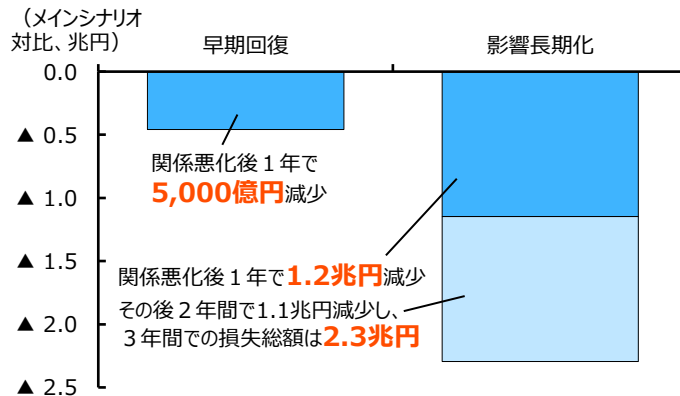 （メインシナリオ
対比、兆円）
早期回復
影響長期化
0.0
▲ 0.5
▲ 1.0
▲ 1.5
▲ 2.0
▲ 2.5
関係悪化後１年で
5,000億円減少
関係悪化後１年で1.2兆円減少
その後２年間で1.1兆円減少し、
３年間での損失総額は2.3兆円